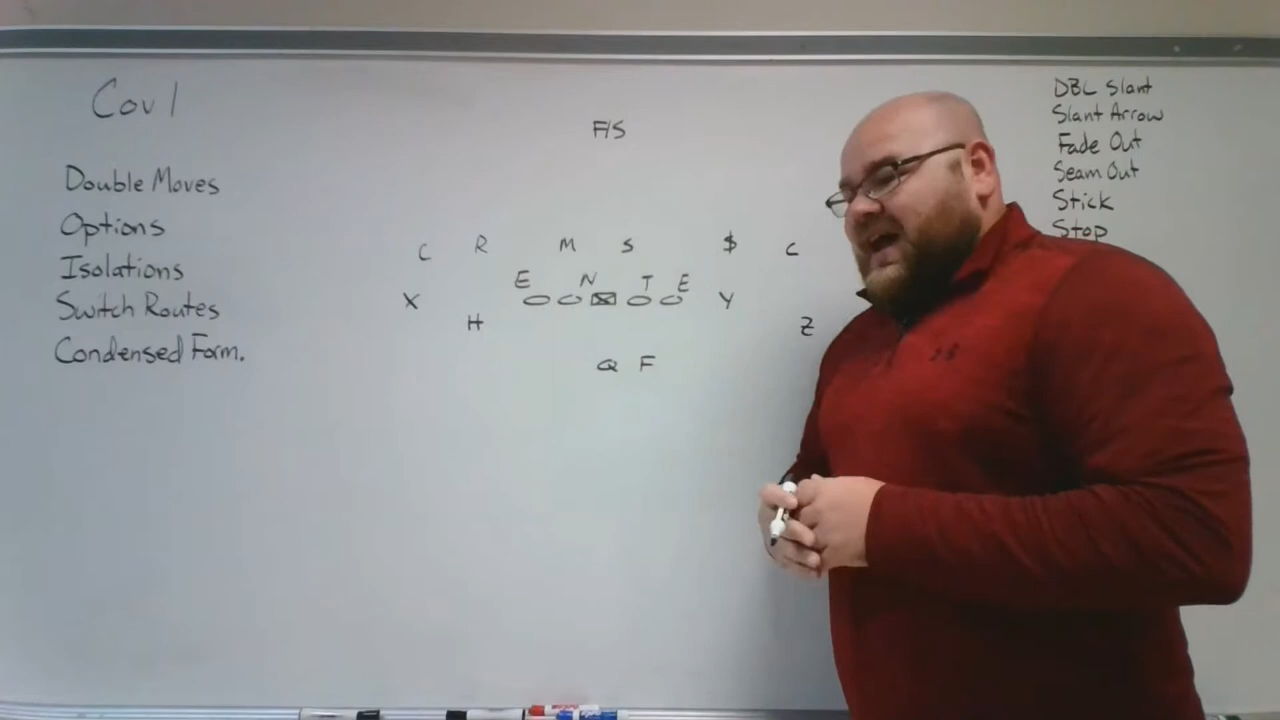 Cov 1
Double Moves
Options
Isolations
Switch Routes
Condensed Form.
F/S
C R M S $ C
E N T E
X Y
H Z
Q F
DBL Slant
Slant Arrow
Fade Out
Seam Out
Stick
Stop